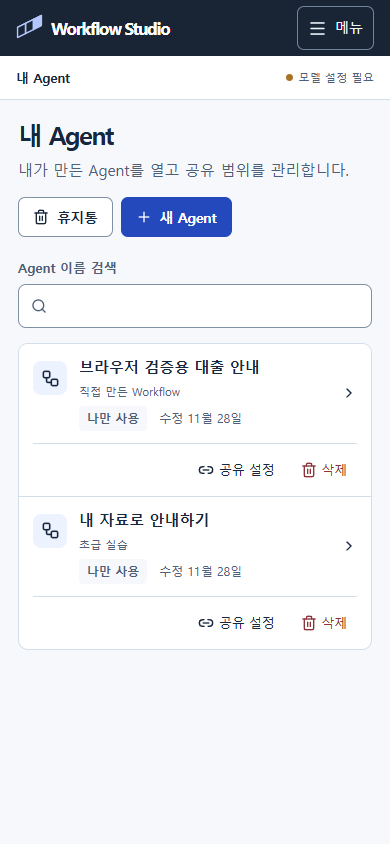 Workflow Studio
메뉴
내 Agent
모델 설정 필요
내 Agent
내가 만든 Agent를 열고 공유 범위를 관리합니다.
휴지통
새 Agent
Agent 이름 검색
브라우저 검증용 대출 안내
직접 만든 Workflow
나만 사용 수정 11월 28일
공유 설정 삭제
내 자료로 안내하기
초급 실습
나만 사용 수정 11월 28일
공유 설정 삭제